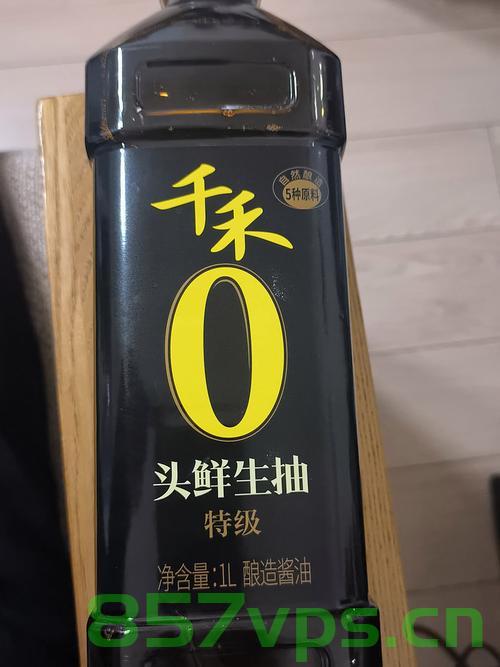 千禾
自然酿造
5种原料
0
头鲜生抽
特级
净含量:1L 酿造酱油
857vps.cn